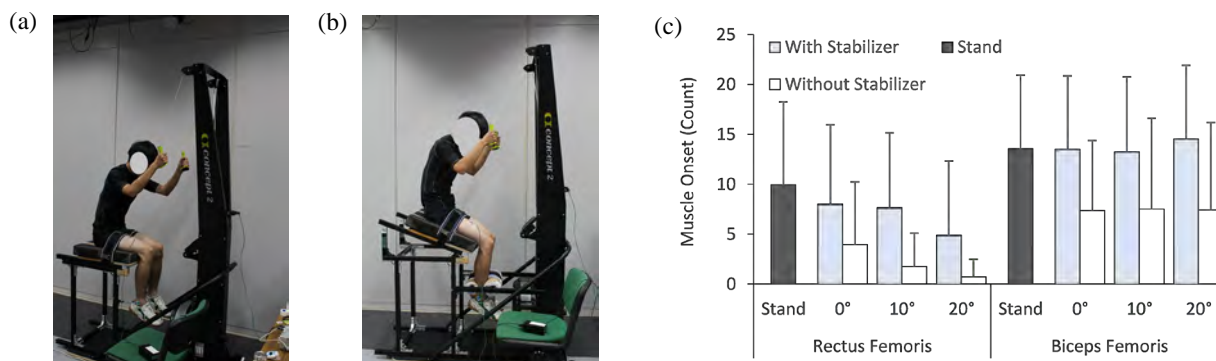 (a)
(b)
(c)
CONCEPT 2
CONCEPT 2
With Stabilizer
Stand
Without Stabilizer
Muscle Onset (Count)
25
20
15
10
5
0
Stand 0° 10° 20° Stand 0° 10° 20°
Rectus Femoris Biceps Femoris